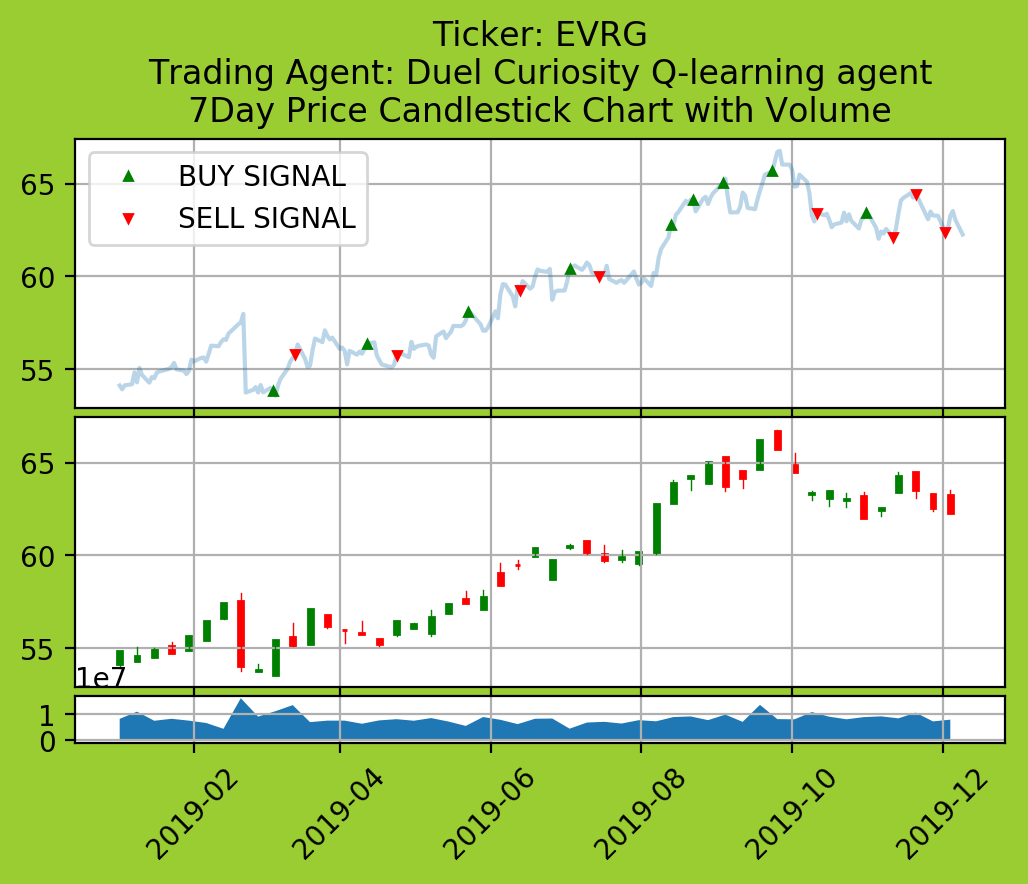 Ticker: EVRG
Trading Agent: Duel Curiosity Q-learning agent
7Day Price Candlestick Chart with Volume
BUY SIGNAL
SELL SIGNAL
65
60
55
65
60
55
1e7
1
0
2019-02
2019-04
2019-06
2019-08
2019-10
2019-12